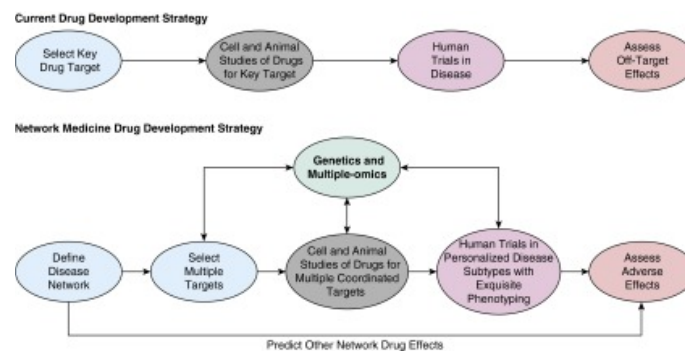 Current Drug Development Strategy
Select Key
Drug Target
Cell and Animal
Studies of Drugs
for Key Target
Human
Trials in
Disease
Assess
Off-Target
Effects
Network Medicine Drug Development Strategy
Genetics and
Multiple-omics
Define
Disease
Network
Select
Multiple
Targets
Cell and Animal
Studies of Drugs for
Multiple Coordinated
Targets
Human Trials in
Personalized Disease
Subtypes with
Exquisite
Phenotyping
Assess
Adverse
Effects
Predict Other Network Drug Effects